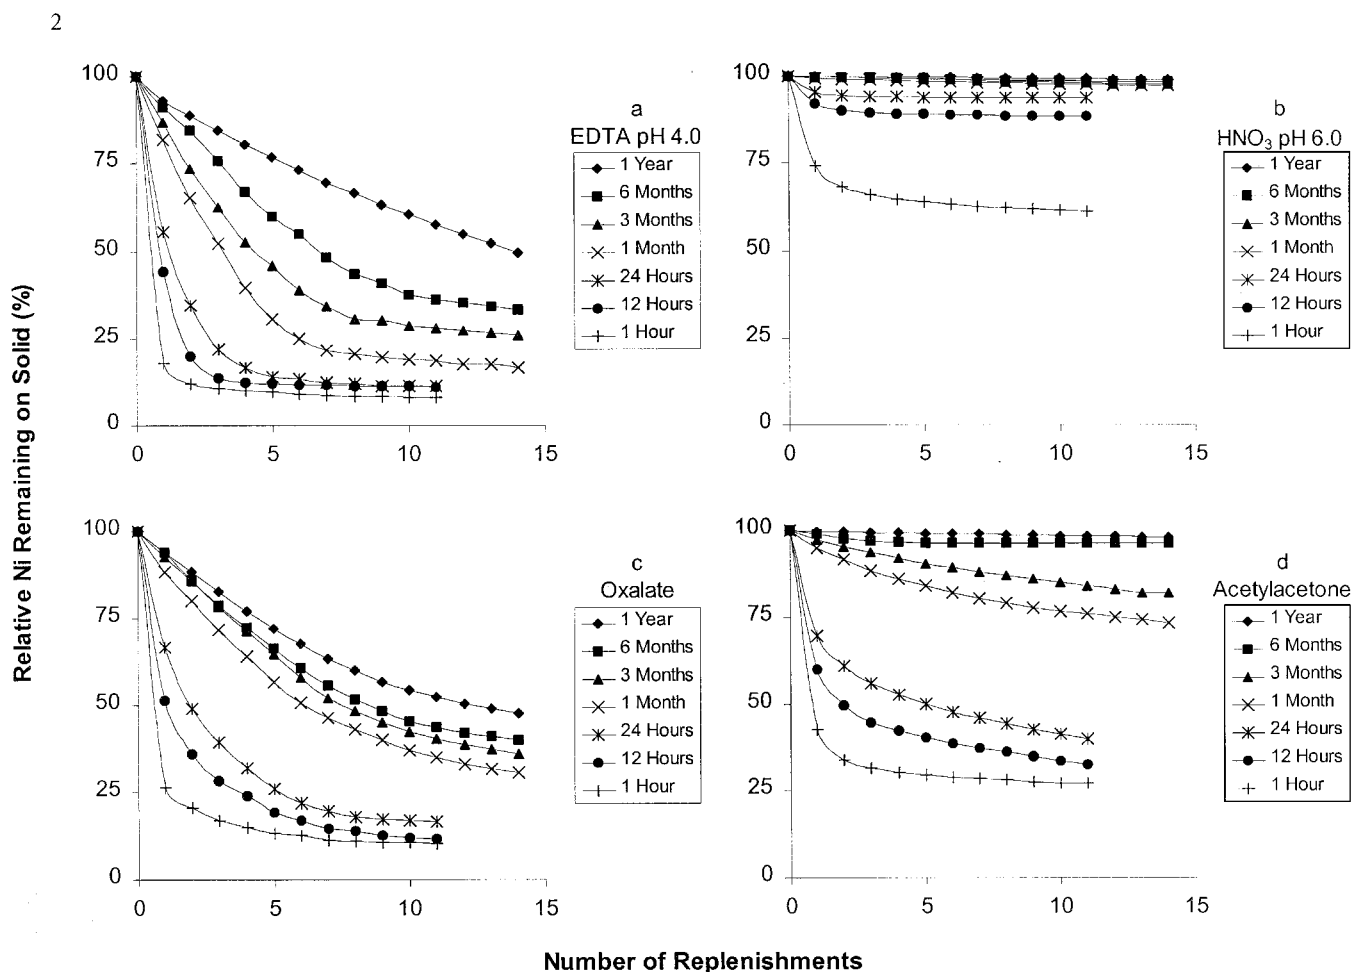 2
Relative Ni Remaining on Solid (%)
100
75
50
25
0
0 5 10 15
a
EDTA pH 4.0
1 Year
6 Months
3 Months
1 Month
24 Hours
12 Hours
1 Hour
100
75
50
25
0
0 5 10 15
b
HNO₃ pH 6.0
1 Year
6 Months
3 Months
1 Month
24 Hours
12 Hours
1 Hour
100
75
50
25
0
0 5 10 15
c
Oxalate
1 Year
6 Months
3 Months
1 Month
24 Hours
12 Hours
1 Hour
100
75
50
25
0
0 5 10 15
d
Acetylacetone
1 Year
6 Months
3 Months
1 Month
24 Hours
12 Hours
1 Hour
Number of Replenishments